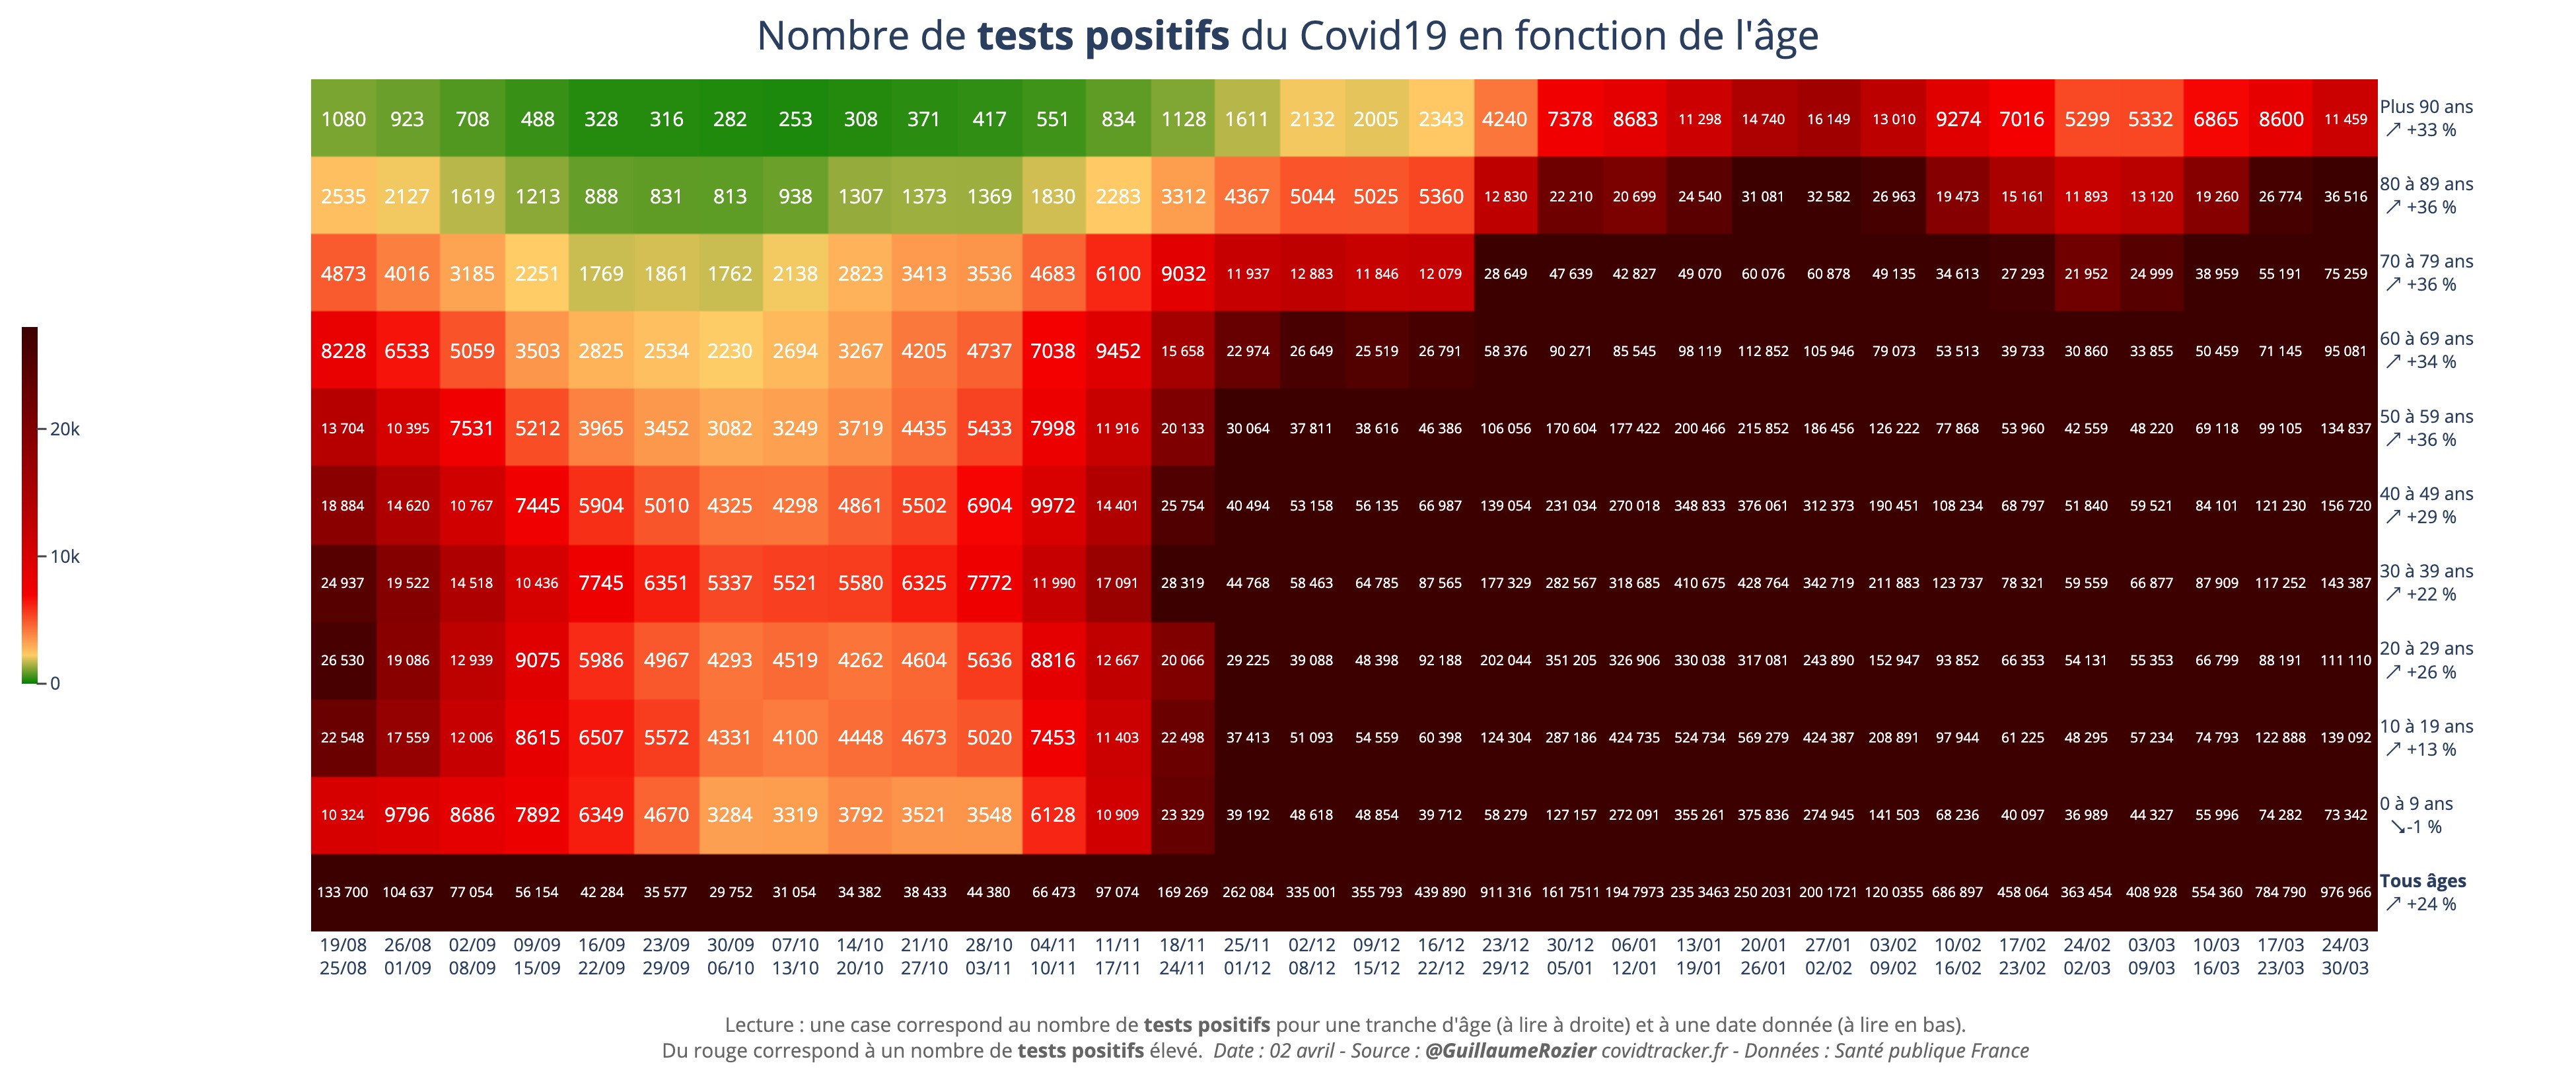 Nombre de tests positifs du Covid19 en fonction de l'âge
1080 923 708 488 328 316 282 253 308 371 417 551 834 1128 1611 2132 2005 2343 4240 7378 8683 11 298 14 740 16 149 13 010 9274 7016 5299 5332 6865 8600 11 459
Plus 90 ans
↗ +33 %
2535 2127 1619 1213 888 831 813 938 1307 1373 1369 1830 2283 3312 4367 5044 5025 5360 12 830 22 210 20 699 24 540 31 081 32 582 26 963 19 473 15 161 11 893 13 120 19 260 26 774 36 516
80 à 89 ans
↗ +36 %
4873 4016 3185 2251 1769 1861 1762 2138 2823 3413 3536 4683 6100 9032 11 937 12 883 11 846 12 079 28 649 47 639 42 827 49 070 60 076 60 878 49 135 34 613 27 293 21 952 24 999 38 959 55 191 75 259
70 à 79 ans
↗ +36 %
8228 6533 5059 3503 2825 2534 2230 2694 3267 4205 4737 7038 9452 15 658 22 974 26 649 25 519 26 791 58 376 90 271 85 545 98 119 112 852 105 946 79 073 53 513 39 733 30 860 33 855 50 459 71 145 95 081
60 à 69 ans
↗ +34 %
13 704 10 395 7531 5212 3965 3452 3082 3249 3719 4435 5433 7998 11 916 20 133 30 064 37 811 38 616 46 386 106 056 170 604 177 422 200 466 215 852 186 456 126 222 77 868 53 960 42 559 48 220 69 118 99 105 134 837
50 à 59 ans
↗ +36 %
18 884 14 620 10 767 7445 5904 5010 4325 4298 4861 5502 6904 9972 14 401 25 754 40 494 53 158 56 135 66 987 139 054 231 034 270 018 348 833 376 061 312 373 190 451 108 234 68 797 51 840 59 521 84 101 121 230 156 720
40 à 49 ans
↗ +29 %
24 937 19 522 14 518 10 436 7745 6351 5337 5521 5580 6325 7772 11 990 17 091 28 319 44 768 58 463 64 785 87 565 177 329 282 567 318 685 410 675 428 764 342 719 211 883 123 737 78 321 59 559 66 877 87 909 117 252 143 387
30 à 39 ans
↗ +22 %
26 530 19 086 12 939 9075 5986 4967 4293 4519 4262 4604 5636 8816 12 667 20 066 29 225 39 088 48 398 92 188 202 044 351 205 326 906 330 038 317 081 243 890 152 947 93 852 66 353 54 131 55 353 66 799 88 191 111 110
20 à 29 ans
↗ +26 %
22 548 17 559 12 006 8615 6507 5572 4331 4100 4448 4673 5020 7453 11 403 22 498 37 413 51 093 54 559 60 398 124 304 287 186 424 735 524 734 569 279 424 387 208 891 97 944 61 225 48 295 57 234 74 793 122 888 139 092
10 à 19 ans
↗ +13 %
10 324 9796 8686 7892 6349 4670 3284 3319 3792 3521 3548 6128 10 909 23 329 39 192 48 618 48 854 39 712 58 279 127 157 272 091 355 261 375 836 274 945 141 503 68 236 40 097 36 989 44 327 55 996 74 282 73 342
0 à 9 ans
↘-1 %
133 700 104 637 77 054 56 154 42 284 35 577 29 752 31 054 34 382 38 433 44 380 66 473 97 074 169 269 262 084 335 001 355 793 439 890 911 316 161 7511 194 7973 235 3463 250 2031 200 1721 120 0355 686 897 458 064 363 454 408 928 554 360 784 790 976 966
Tous âges
↗ +24 %
20k
10k
0
19/08 26/08 02/09 09/09 16/09 23/09 30/09 07/10 14/10 21/10 28/10 04/11 11/11 18/11 25/11 02/12 09/12 16/12 23/12 30/12 06/01 13/01 20/01 27/01 03/02 10/02 17/02 24/02 03/03 10/03 17/03 24/03
25/08 01/09 08/09 15/09 22/09 29/09 06/10 13/10 20/10 27/10 03/11 10/11 17/11 24/11 01/12 08/12 15/12 22/12 29/12 05/01 12/01 19/01 26/01 02/02 09/02 16/02 23/02 02/03 09/03 16/03 23/03 30/03
Lecture : une case correspond au nombre de tests positifs pour une tranche d'âge (à lire à droite) et à une date donnée (à lire en bas).
Du rouge correspond à un nombre de tests positifs élevé. Date : 02 avril - Source : @GuillaumeRozier covidtracker.fr - Données : Santé publique France